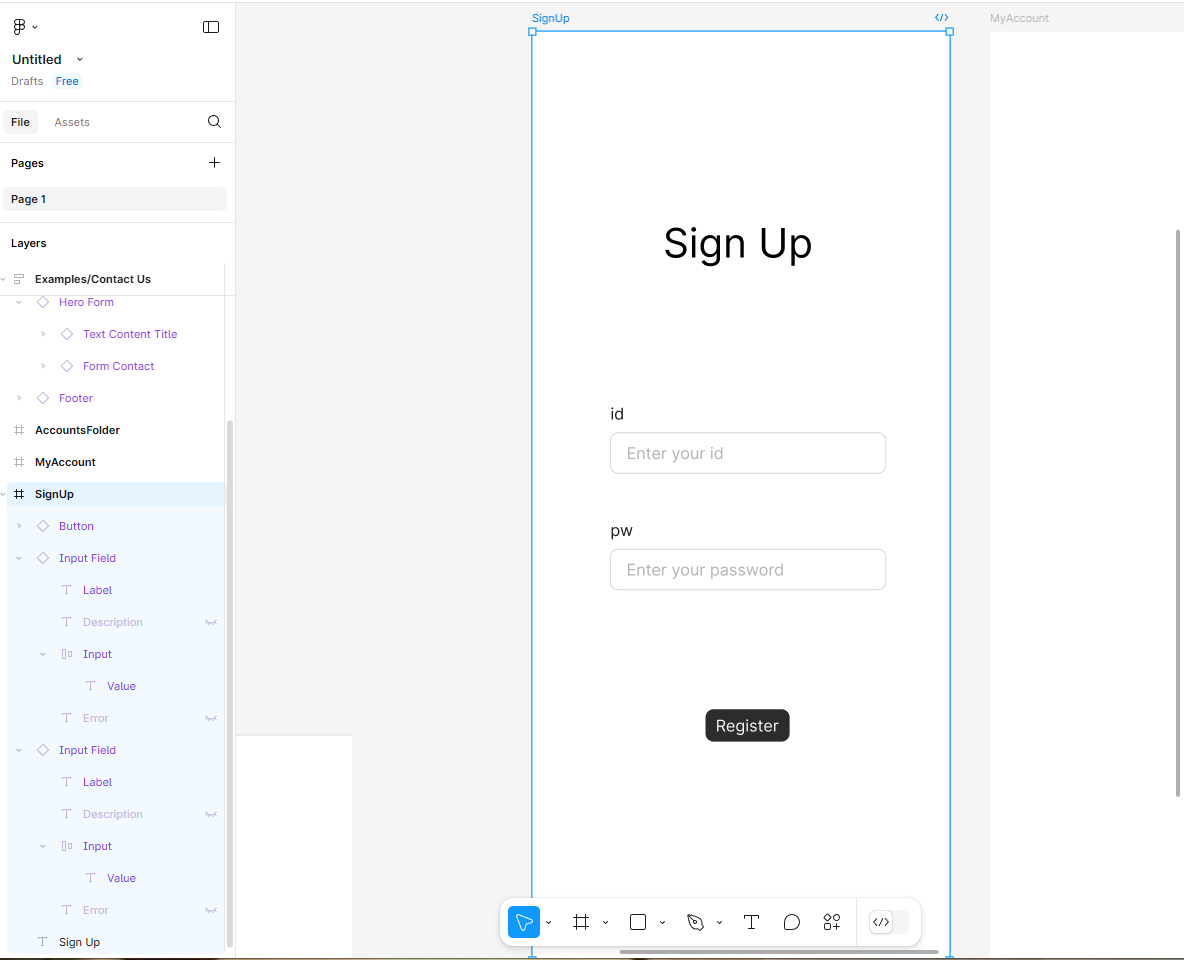 Untitled
Drafts Free
File Assets
Pages
Page 1
Layers
Examples/Contact Us
Hero Form
Text Content Title
Form Contact
Footer
AccountsFolder
MyAccount
SignUp
Button
Input Field
Label
Description
Input
Value
Error
Input Field
Label
Description
Input
Value
Error
Sign Up
SignUp
MyAccount
Sign Up
id
Enter your id
pw
Enter your password
Register